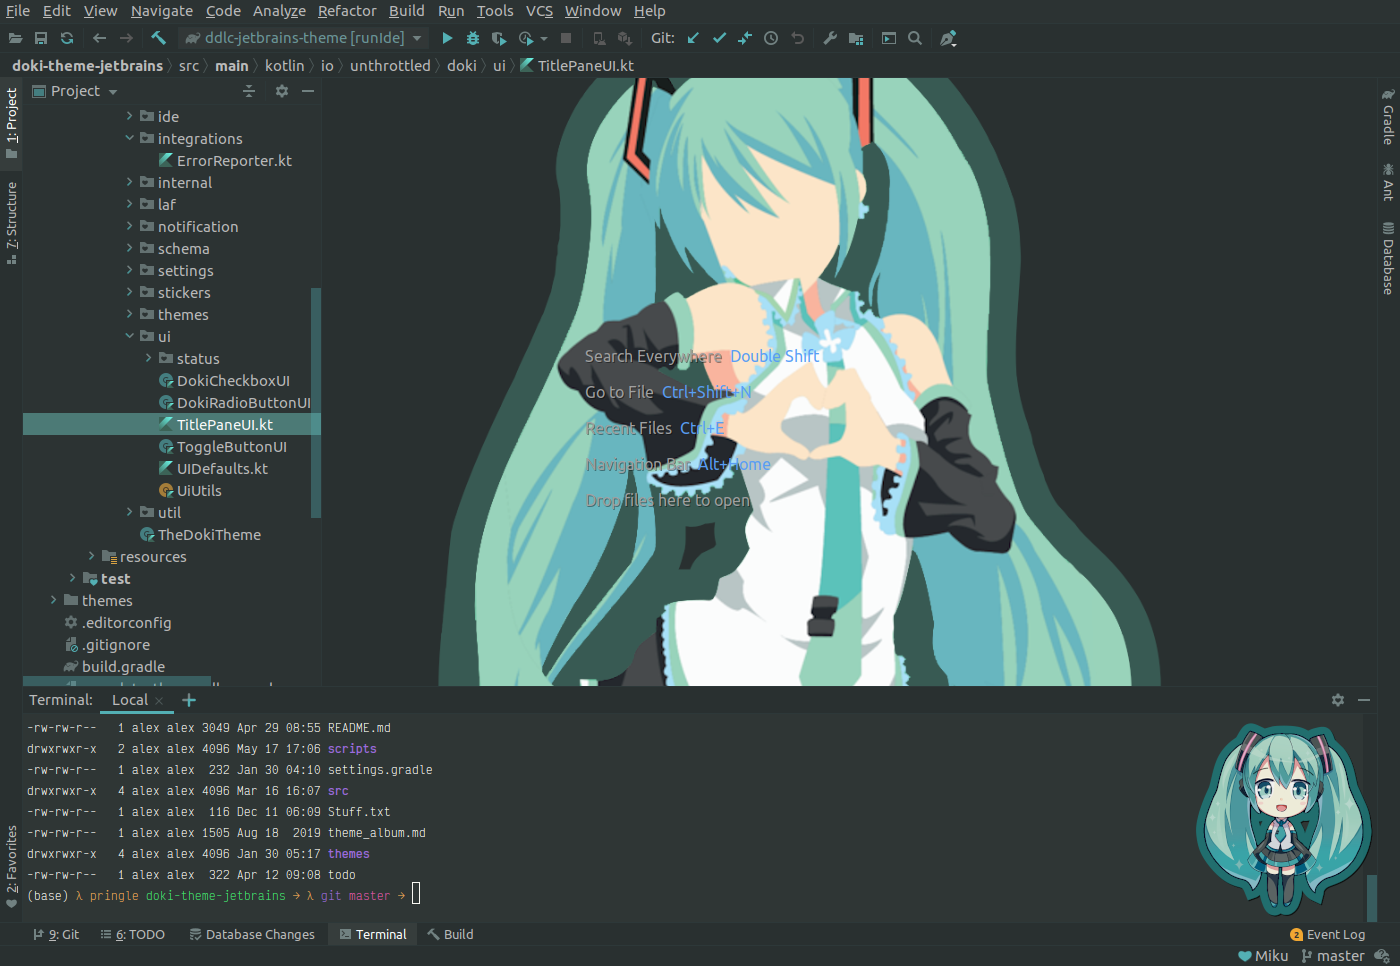 File Edit View Navigate Code Analyze Refactor Build Run Tools VCS Window Help
ddlc-jetbrains-theme [runIde] Git:
doki-theme-jetbrains src main kotlin io unthrottled doki ui TitlePaneUI.kt
1: Project
7: Structure
2: Favorites
Project
ide
integrations
ErrorReporter.kt
internal
laf
notification
schema
settings
stickers
themes
ui
status
DokiCheckboxUI
DokiRadioButtonUI
TitlePaneUI.kt
ToggleButtonUI
UIDefaults.kt
UiUtils
util
TheDokiTheme
resources
test
themes
.editorconfig
.gitignore
build.gradle
Search Everywhere Double Shift
Go to File Ctrl+Shift+N
Recent Files Ctrl+E
Navigation Bar Alt+Home
Drop files here to open
Gradle
Ant
Database
Terminal: Local
-rw-rw-r-- 1 alex alex 3049 Apr 29 08:55 README.md
drwxrwxr-x 2 alex alex 4096 May 17 17:06 scripts
-rw-rw-r-- 1 alex alex 232 Jan 30 04:10 settings.gradle
drwxrwxr-x 4 alex alex 4096 Mar 16 16:07 src
-rw-rw-r-- 1 alex alex 116 Dec 11 06:09 Stuff.txt
-rw-rw-r-- 1 alex alex 1505 Aug 18 2019 theme_album.md
drwxrwxr-x 4 alex alex 4096 Jan 30 05:17 themes
-rw-rw-r-- 1 alex alex 322 Apr 12 09:08 todo
(base) λ pringle doki-theme-jetbrains → λ git master →
9: Git 6: TODO Database Changes Terminal Build 2 Event Log
Miku master